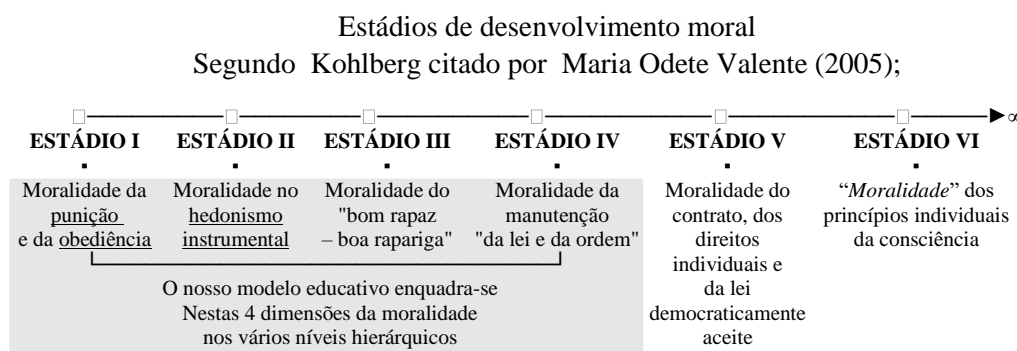 Estádios de desenvolvimento moral
Segundo Kohlberg citado por Maria Odete Valente (2005);
∞
ESTÁDIO I ESTÁDIO II ESTÁDIO III ESTÁDIO IV ESTÁDIO V ESTÁDIO VI
Moralidade da
punição
e da obediência
Moralidade no
hedonismo
instrumental
Moralidade do
"bom rapaz
– boa rapariga"
Moralidade da
manutenção
"da lei e da ordem"
Moralidade do
contrato, dos
direitos
individuais e
da lei
democraticamente
aceite
“Moralidade” dos
princípios individuais
da consciência
O nosso modelo educativo enquadra-se
Nestas 4 dimensões da moralidade
nos vários níveis hierárquicos